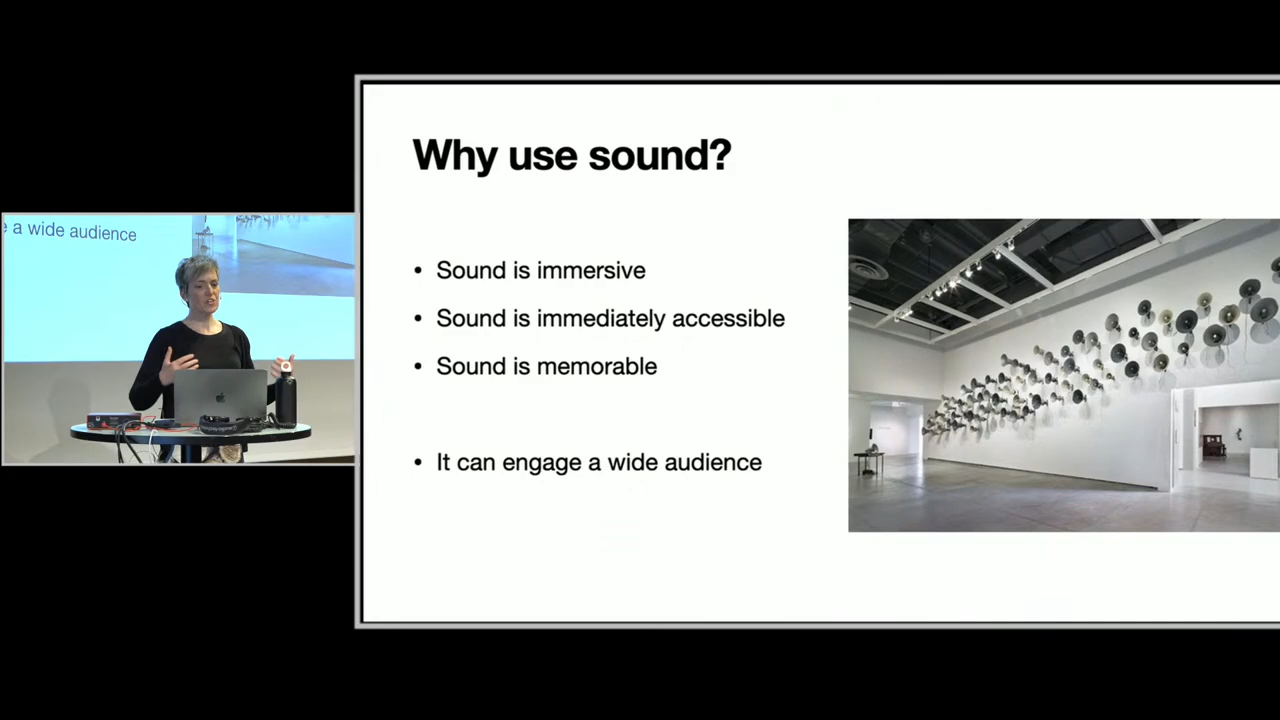 Why use sound?
• Sound is immersive
• Sound is immediately accessible
• Sound is memorable
• It can engage a wide audience
e a wide audience